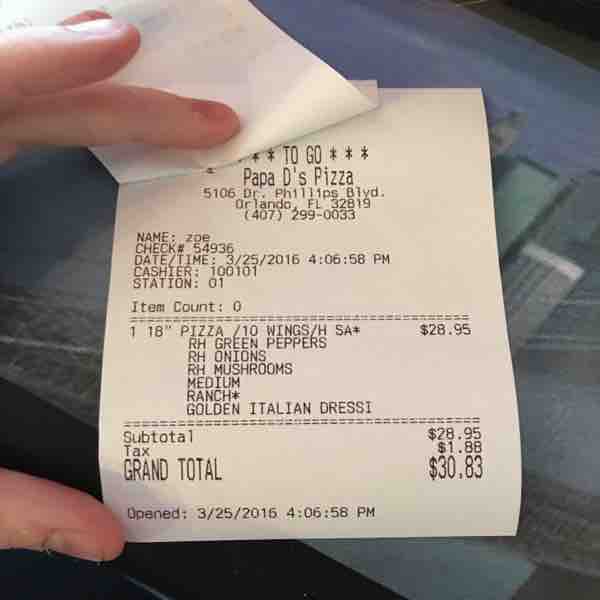 * * TO GO * * *
Papa D's Pizza
5106 Dr. Phillips Blvd.
Orlando, FL 32819
(407) 299-0033
NAME: zoe
CHECK# 54936
DATE/TIME: 3/25/2016 4:06:58 PM
CASHIER: 100101
STATION: 01
Item Count: 0
1 18" PIZZA /10 WINGS/H SA* $28.95
RH GREEN PEPPERS
RH ONIONS
RH MUSHROOMS
MEDIUM
RANCH*
GOLDEN ITALIAN DRESSI
Subtotal $28.95
Tax $1.88
GRAND TOTAL $30.83
Opened: 3/25/2016 4:06:58 PM